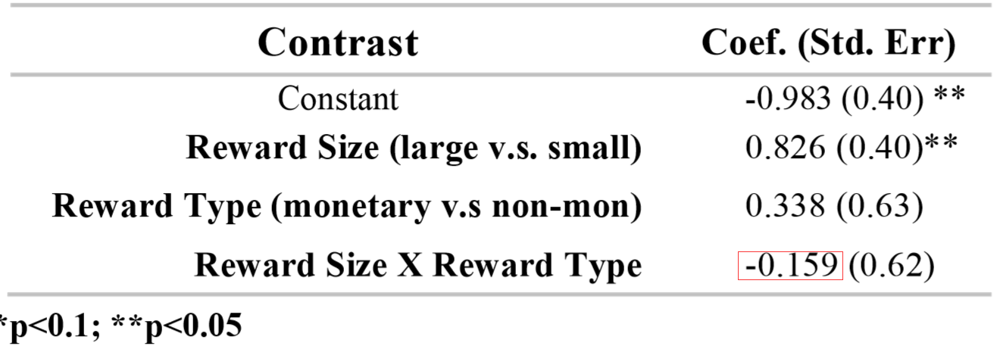 Contrast Coef. (Std. Err)
Constant -0.983 (0.40) **
Reward Size (large v.s. small) 0.826 (0.40)**
Reward Type (monetary v.s non-mon) 0.338 (0.63)
Reward Size X Reward Type -0.159 (0.62)
*p<0.1; **p<0.05